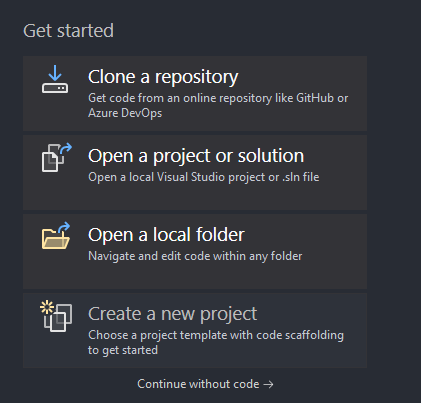 Get started
Clone a repository
Get code from an online repository like GitHub or
Azure DevOps
Open a project or solution
Open a local Visual Studio project or .sln file
Open a local folder
Navigate and edit code within any folder
Create a new project
Choose a project template with code scaffolding
to get started
Continue without code →